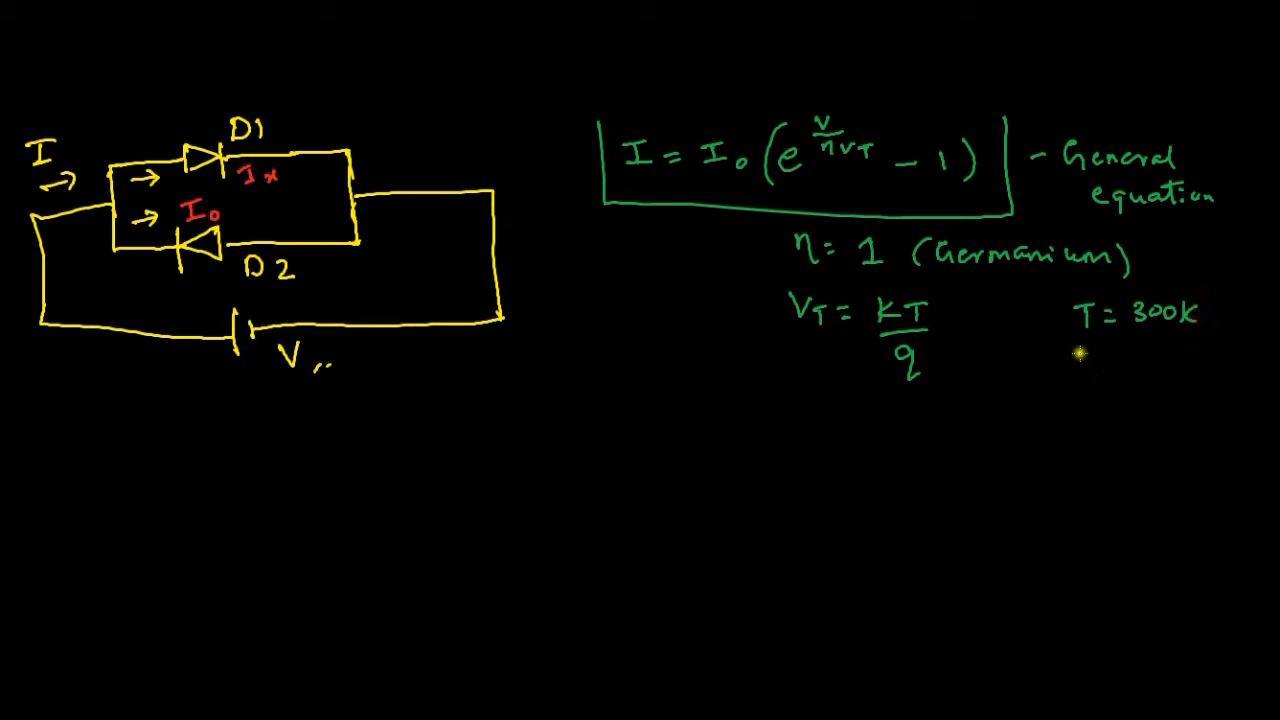 I
D1
Ix
I₀
D2
V
I = I₀ (e^(V/ηVT) - 1) - General equation
η = 1 (Germanium)
VT = KT/q
T = 300K